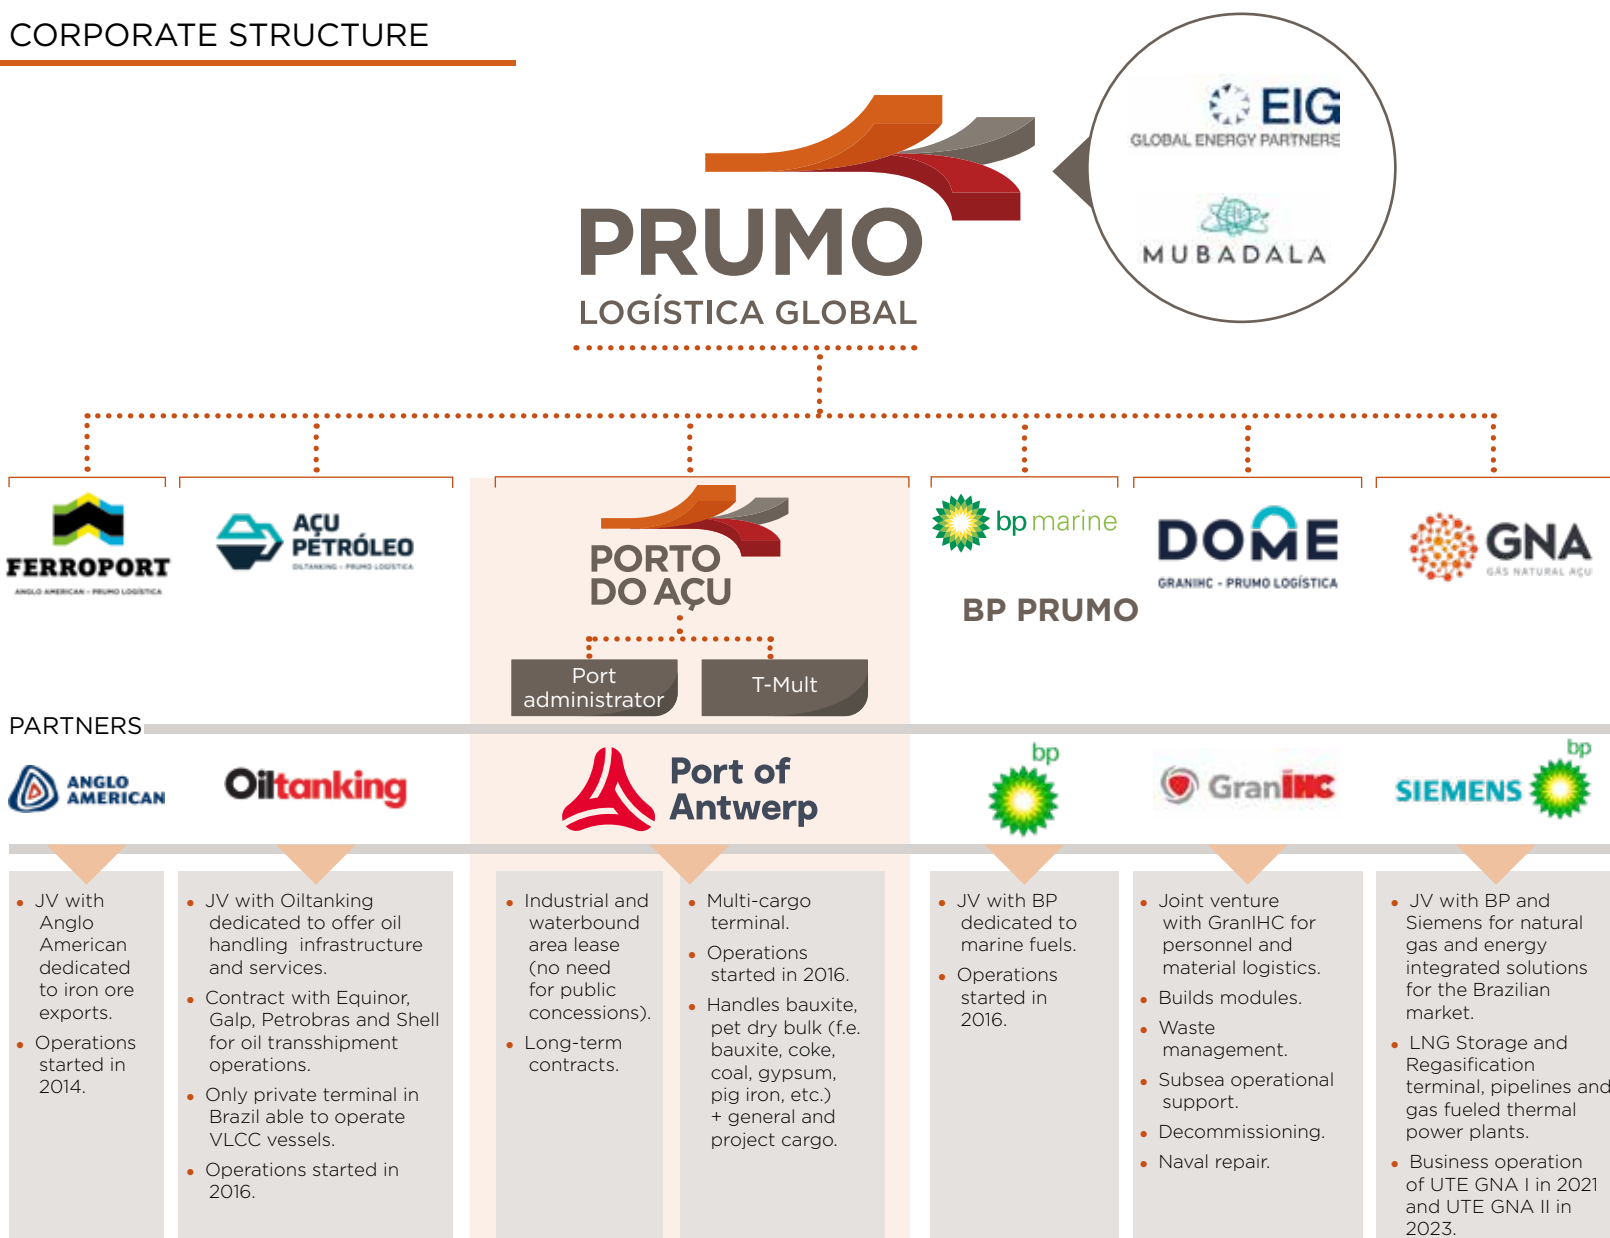 CORPORATE STRUCTURE
EIG
GLOBAL ENERGY PARTNERS
MUBADALA
PRUMO
LOGÍSTICA GLOBAL
FERROPORT
ANGLO AMERICAN - PRUMO LOGÍSTICA
AÇU
PETRÓLEO
OILTANKING - PRUMO LOGÍSTICA
PORTO
DO AÇU
Port
administrator
T-Mult
bp marine
BP PRUMO
DOME
GRANIHC - PRUMO LOGÍSTICA
GNA
GÁS NATURAL AÇU
PARTNERS
ANGLO
AMERICAN
Oiltanking
Port of
Antwerp
bp
GranIHC
SIEMENS
bp
• JV with
Anglo
American
dedicated
to iron ore
exports.
• Operations
started in
2014.
• JV with Oiltanking
dedicated to offer oil
handling infrastructure
and services.
• Contract with Equinor,
Galp, Petrobras and Shell
for oil transshipment
operations.
• Only private terminal in
Brazil able to operate
VLCC vessels.
• Operations started in
2016.
• Industrial and
waterbound
area lease
(no need
for public
concessions).
• Long-term
contracts.
• Multi-cargo
terminal.
• Operations
started in 2016.
• Handles bauxite,
pet dry bulk (f.e.
bauxite, coke,
coal, gypsum,
pig iron, etc.)
+ general and
project cargo.
• JV with BP
dedicated to
marine fuels.
• Operations
started in
2016.
• Joint venture
with GranIHC for
personnel and
material logistics.
• Builds modules.
• Waste
management.
• Subsea operational
support.
• Decommissioning.
• Naval repair.
• JV with BP and
Siemens for natural
gas and energy
integrated solutions
for the Brazilian
market.
• LNG Storage and
Regasification
terminal, pipelines and
gas fueled thermal
power plants.
• Business operation
of UTE GNA I in 2021
and UTE GNA II in
2023.